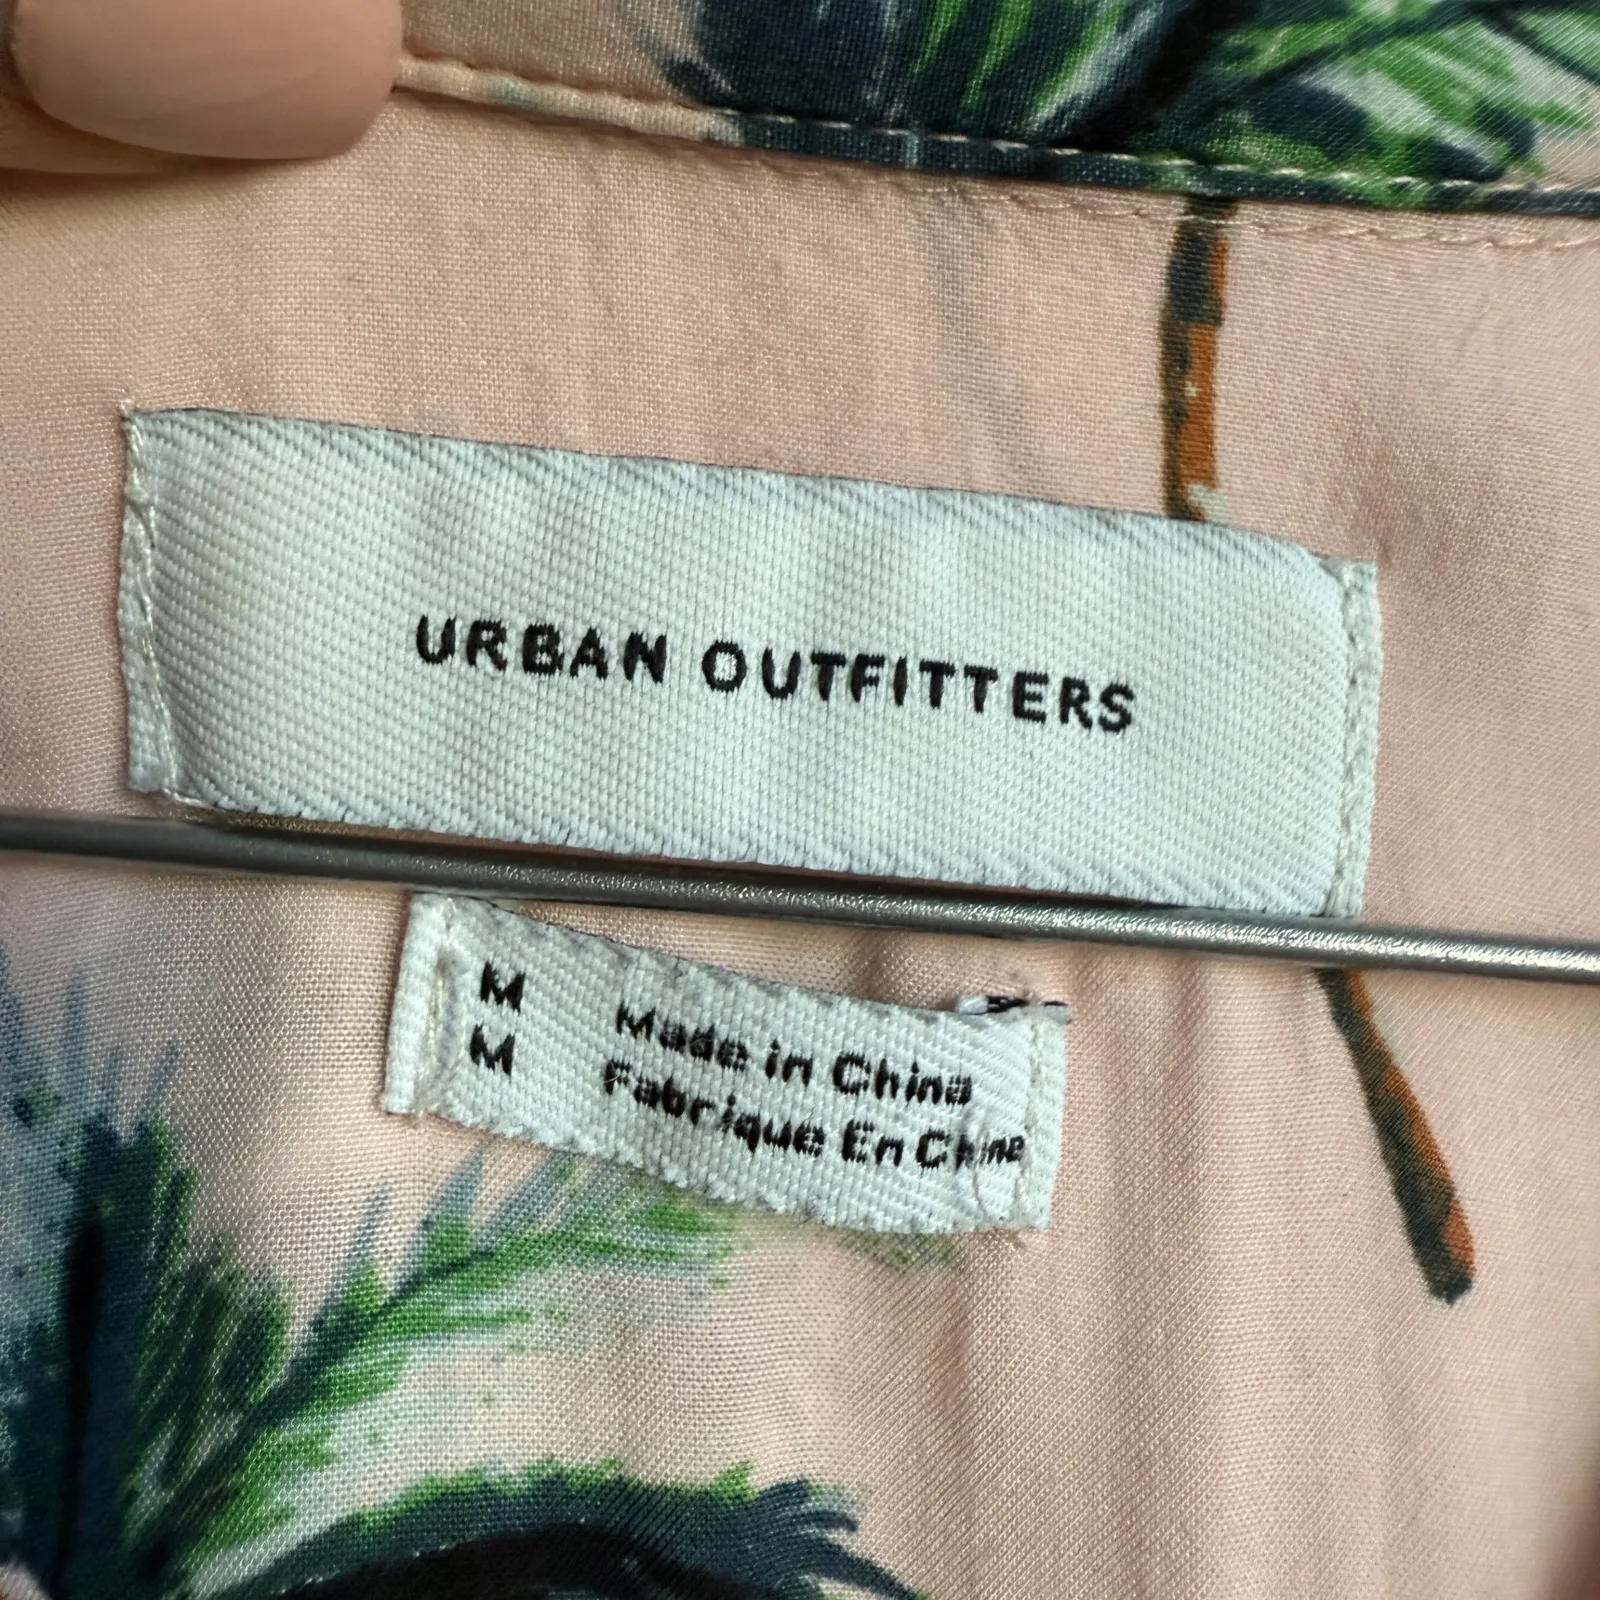 URBAN OUTFITTERS
M Made in China
M Fabrique En Chine